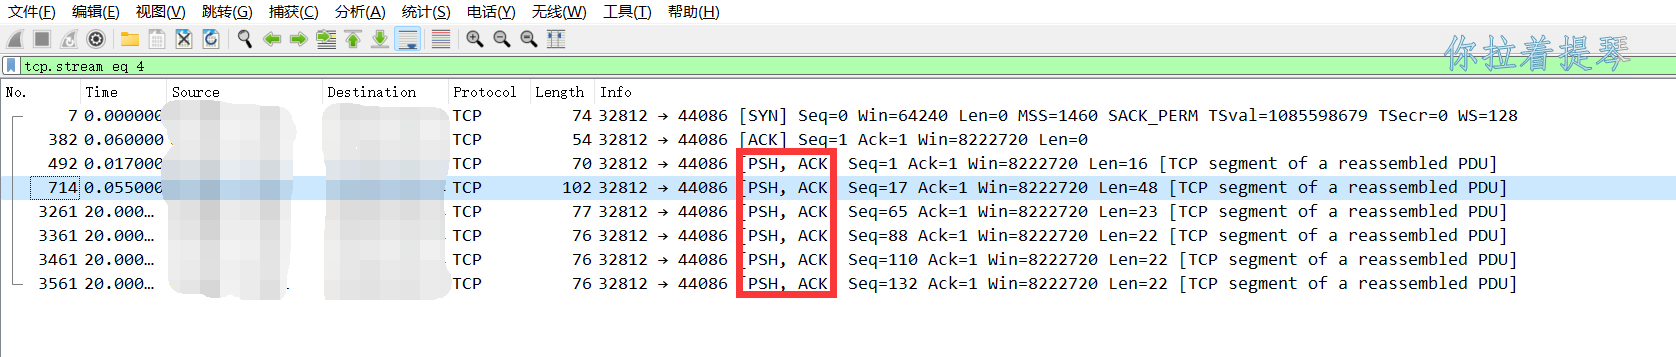 文件(F) 编辑(E) 视图(V) 跳转(G) 捕获(C) 分析(A) 统计(S) 电话(Y) 无线(W) 工具(T) 帮助(H)
你拉着提琴
tcp.stream eq 4
No. Time Source Destination Protocol Length Info
7 0.000000 TCP 74 32812 → 44086 [SYN] Seq=0 Win=64240 Len=0 MSS=1460 SACK_PERM TSval=1085598679 TSecr=0 WS=128
382 0.060000 TCP 54 32812 → 44086 [ACK] Seq=1 Ack=1 Win=8222720 Len=0
492 0.017000 TCP 70 32812 → 44086 [PSH, ACK] Seq=1 Ack=1 Win=8222720 Len=16 [TCP segment of a reassembled PDU]
714 0.055000 TCP 102 32812 → 44086 [PSH, ACK] Seq=17 Ack=1 Win=8222720 Len=48 [TCP segment of a reassembled PDU]
3261 20.000… TCP 77 32812 → 44086 [PSH, ACK] Seq=65 Ack=1 Win=8222720 Len=23 [TCP segment of a reassembled PDU]
3361 20.000… TCP 76 32812 → 44086 [PSH, ACK] Seq=88 Ack=1 Win=8222720 Len=22 [TCP segment of a reassembled PDU]
3461 20.000… TCP 76 32812 → 44086 [PSH, ACK] Seq=110 Ack=1 Win=8222720 Len=22 [TCP segment of a reassembled PDU]
3561 20.000… TCP 76 32812 → 44086 [PSH, ACK] Seq=132 Ack=1 Win=8222720 Len=22 [TCP segment of a reassembled PDU]